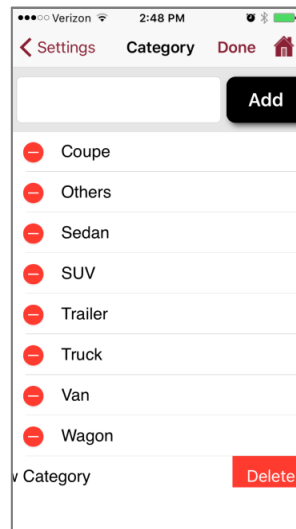 Verizon 2:48 PM
Settings Category Done
Add
Coupe
Others
Sedan
SUV
Trailer
Truck
Van
Wagon
Category Delete